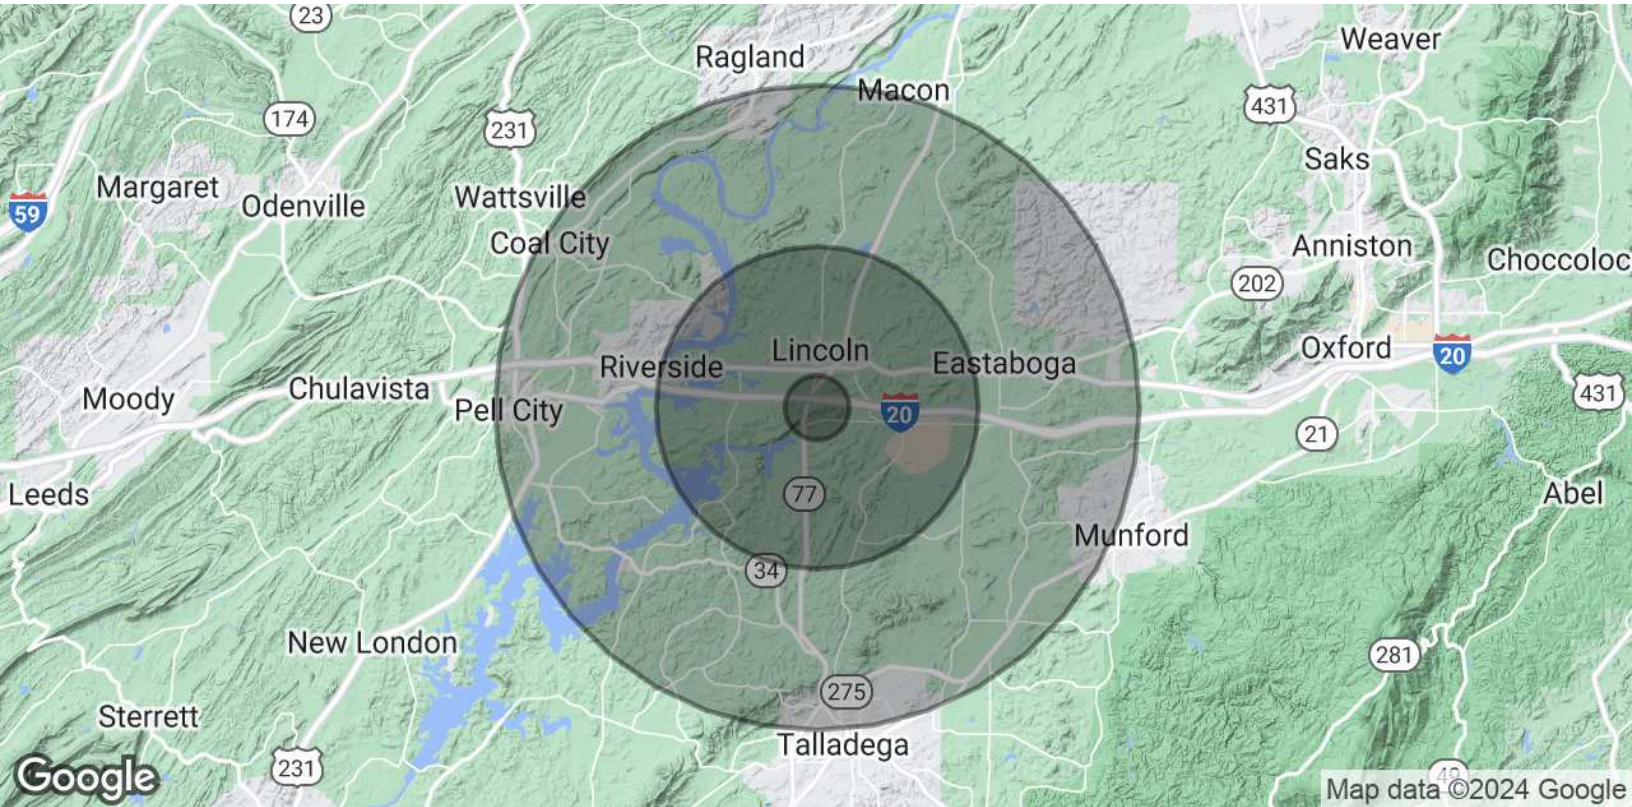 23
Ragland
Weaver
Macon
431
174
231
Saks
Margaret
Wattsville
Odenville
59
Coal City
Anniston
Choccoloc
202
Lincoln
Oxford
Riverside
Eastaboga
20
Chulavista
431
Moody
Pell City
20
21
Leeds
77
Abel
Munford
34
New London
281
275
Sterrett
Talladega
231
49
Google
Map data ©2024 Google